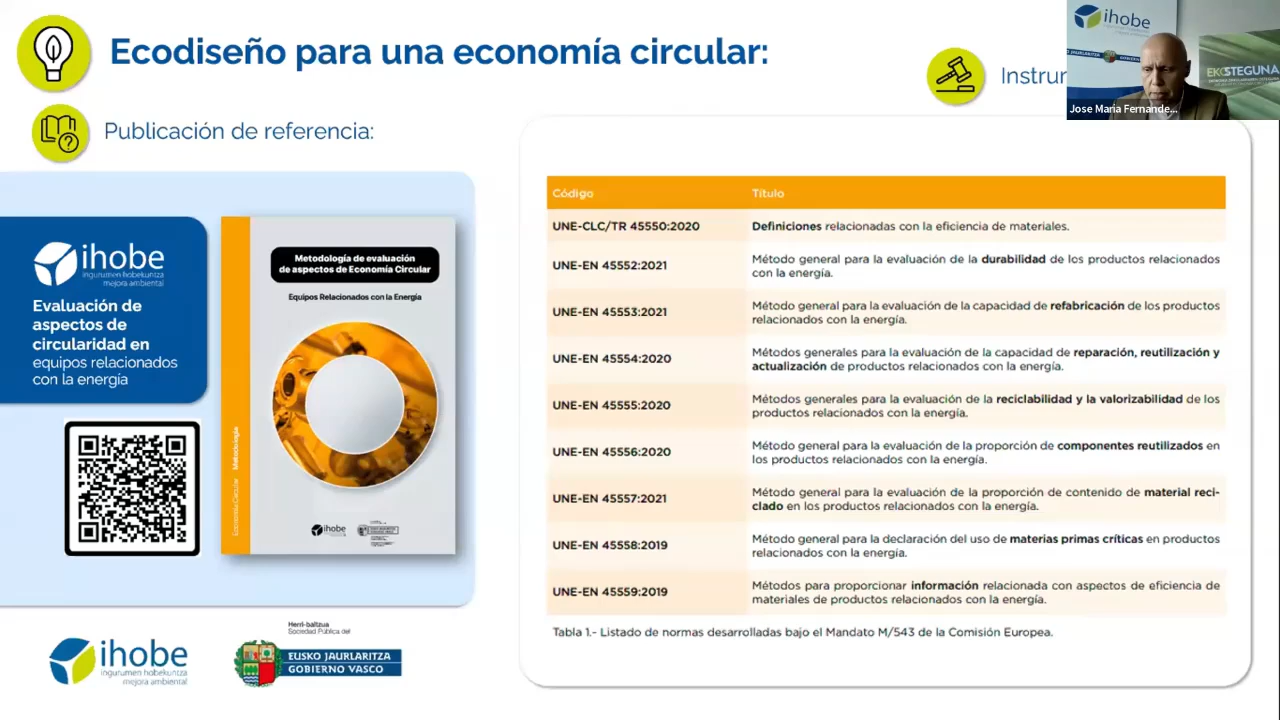 Ecodiseño para una economía circular:
Publicación de referencia:
ihobe
ingurumen hobekuntza
mejora ambiental
Evaluación de
aspectos de
circularidad en
equipos relacionados
con la energía
Metodología de evaluación
de aspectos de Economía Circular
Equipos Relacionados con la Energía
Economía Circular Metodología
ihobe
ihobe
ingurumen hobekuntza
mejora ambiental
Herri-baltzua
Sociedad Pública del
EUSKO JAURLARITZA
GOBIERNO VASCO
ihobe
JAURLARITZA
EKOSTEGUNA
Jose Maria Fernande...
Código Título
UNE-CLC/TR 45550:2020 Definiciones relacionadas con la eficiencia de materiales.
UNE-EN 45552:2021 Método general para la evaluación de la durabilidad de los productos relacionados
con la energía.
UNE-EN 45553:2021 Método general para la evaluación de la capacidad de refabricación de los productos
relacionados con la energía.
UNE-EN 45554:2020 Métodos generales para la evaluación de la capacidad de reparación, reutilización y
actualización de productos relacionados con la energía.
UNE-EN 45555:2020 Métodos generales para la evaluación de la reciclabilidad y la valorizabilidad de los
productos relacionados con la energía.
UNE-EN 45556:2020 Método general para la evaluación de la proporción de componentes reutilizados en
los productos relacionados con la energía.
UNE-EN 45557:2021 Método general para la evaluación de la proporción de contenido de material reci-
clado en los productos relacionados con la energía.
UNE-EN 45558:2019 Método general para la declaración del uso de materias primas críticas en productos
relacionados con la energía.
UNE-EN 45559:2019 Métodos para proporcionar información relacionada con aspectos de eficiencia de
materiales de productos relacionados con la energía.
Tabla 1.- Listado de normas desarrolladas bajo el Mandato M/543 de la Comisión Europea.